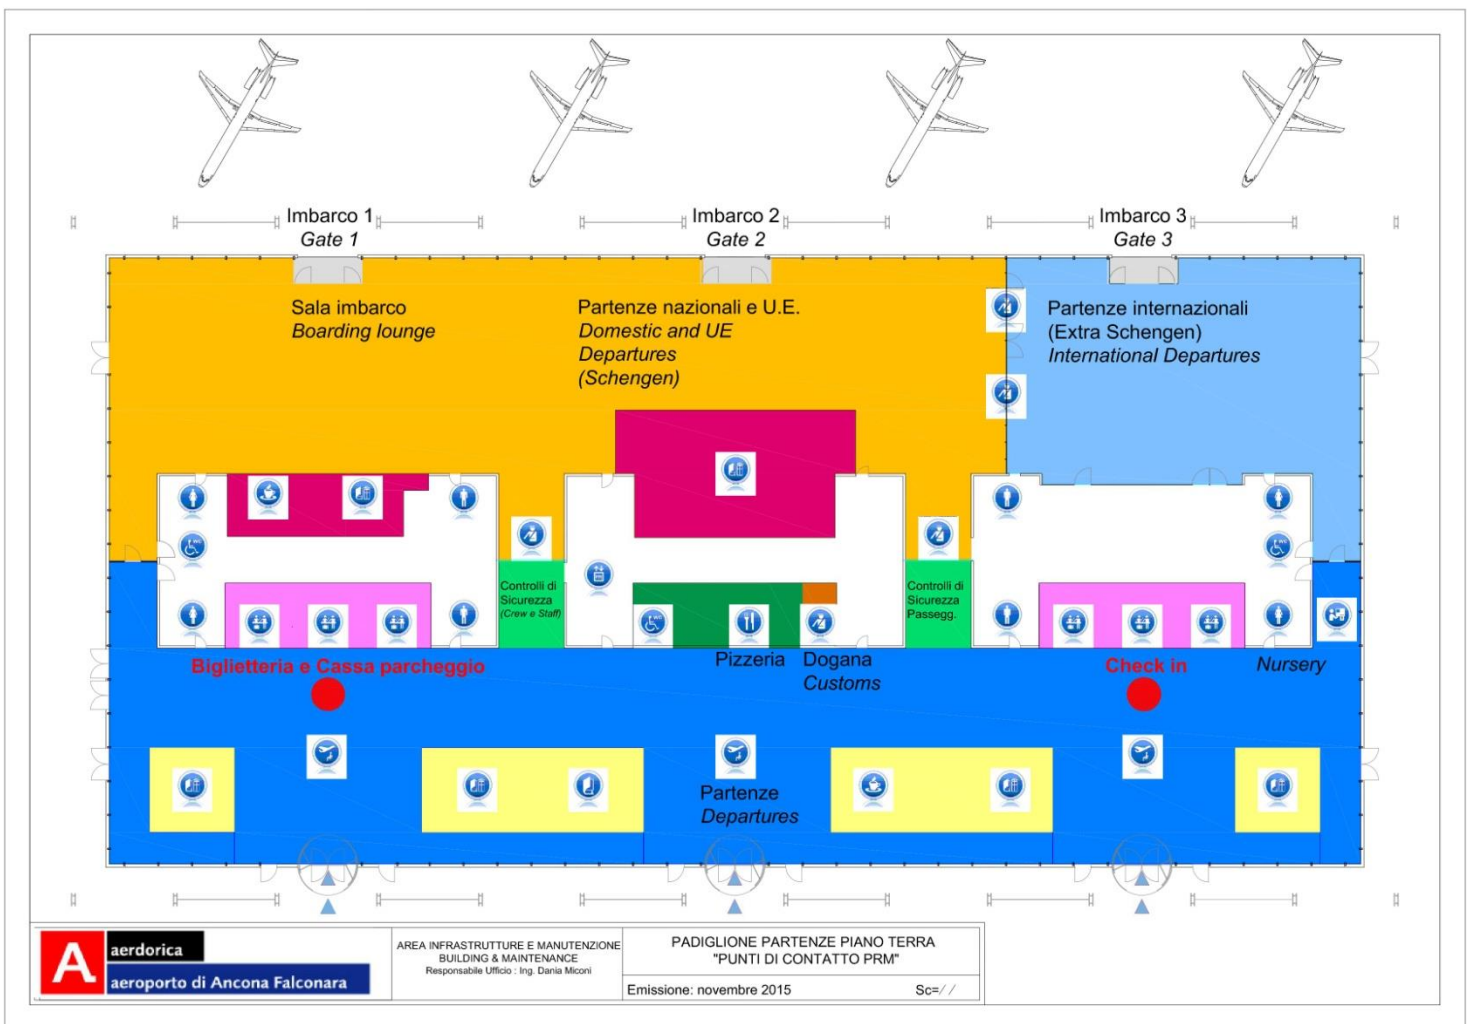 Imbarco 1
Gate 1
Imbarco 2
Gate 2
Imbarco 3
Gate 3
Sala imbarco
Boarding lounge
Partenze nazionali e U.E.
Domestic and UE
Departures
(Schengen)
Partenze internazionali
(Extra Schengen)
International Departures
Controlli di
Sicurezza
(Crew e Staff)
Controlli di
Sicurezza
Passegg.
Biglietteria e Cassa parcheggio
Pizzeria
Dogana
Customs
Check in
Nursery
Partenze
Departures
A
aerdorica
aeroporto di Ancona Falconara
AREA INFRASTRUTTURE E MANUTENZIONE
BUILDING & MAINTENANCE
Responsabile Ufficio : Ing. Dania Miconi
PADIGLIONE PARTENZE PIANO TERRA
"PUNTI DI CONTATTO PRM"
Emissione: novembre 2015
Sc=//